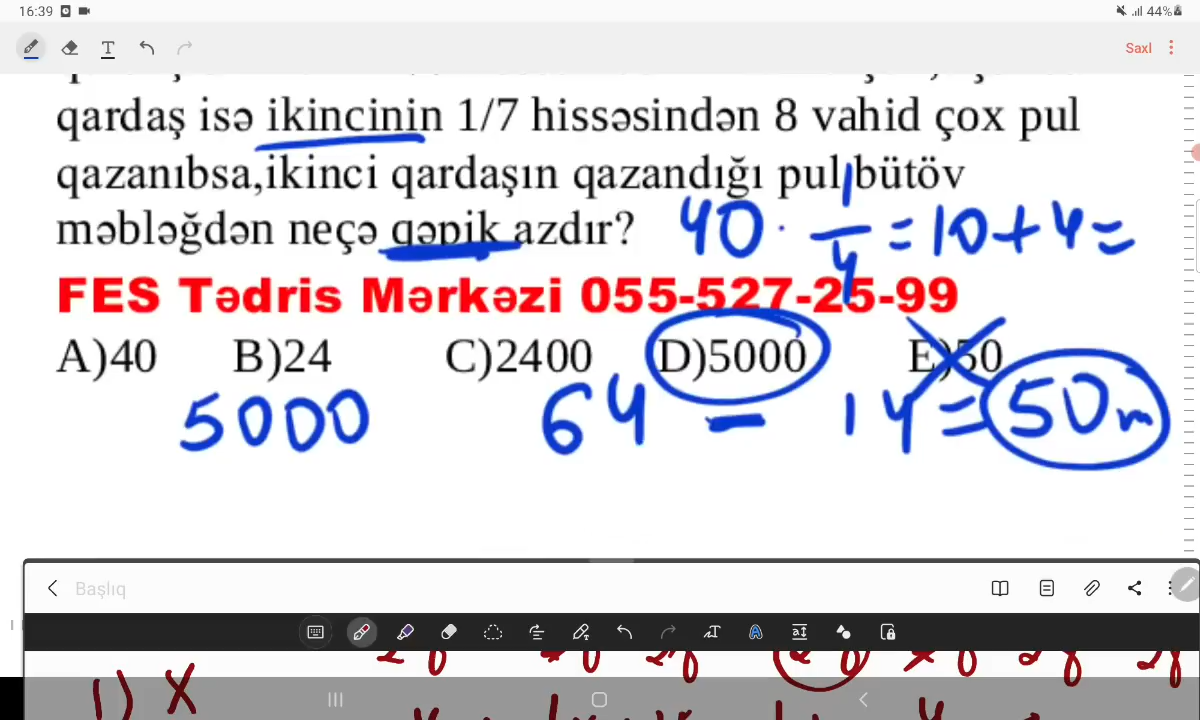 16:39 44%
T Saxl
qardaş isə ikincinin 1/7 hissəsindən 8 vahid çox pul
qazanıbsa,ikinci qardaşın qazandığı pul bütöv
məbləğdən neçə qəpik azdır? 40 · 1/4 = 10 + 4 =
FES Tədris Mərkəzi 055-527-25-99
A)40 B)24 C)2400 D)5000 E)50
5000 64 - 14 = 50 m
Başlıq
1) X